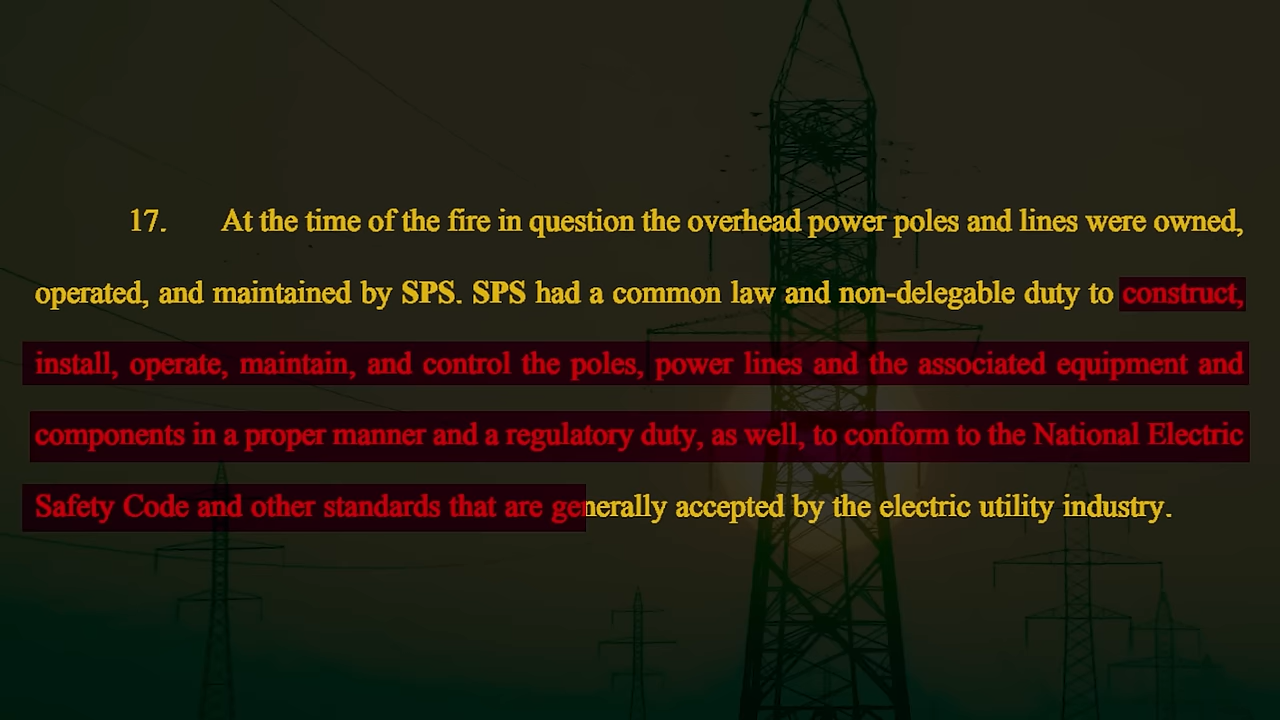 17. At the time of the fire in question the overhead power poles and lines were owned,
operated, and maintained by SPS. SPS had a common law and non-delegable duty to construct,
install, operate, maintain, and control the poles, power lines and the associated equipment and
components in a proper manner and a regulatory duty, as well, to conform to the National Electric
Safety Code and other standards that are generally accepted by the electric utility industry.